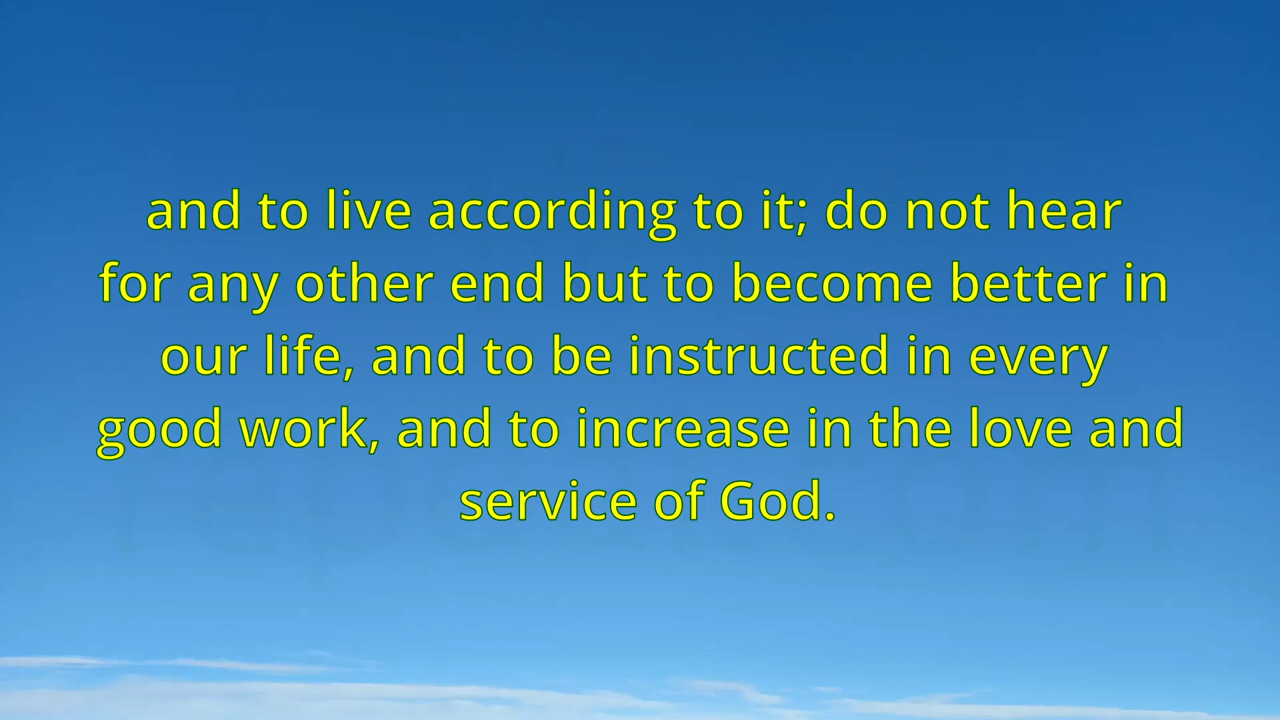 and to live according to it; do not hear
for any other end but to become better in
our life, and to be instructed in every
good work, and to increase in the love and
service of God.